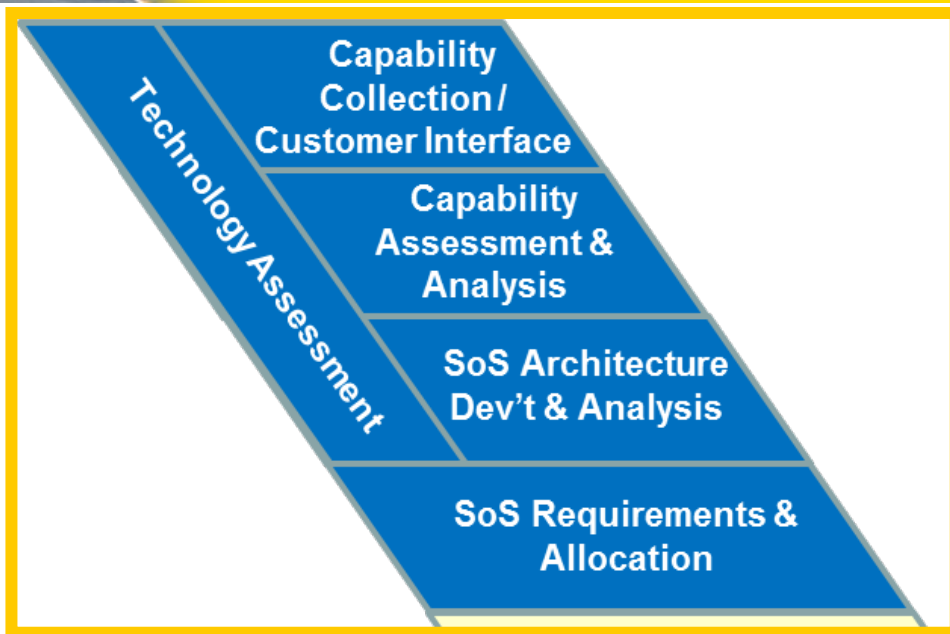 Capability
Collection /
Customer Interface
Technology Assessment
Capability
Assessment &
Analysis
SoS Architecture
Dev't & Analysis
SoS Requirements &
Allocation